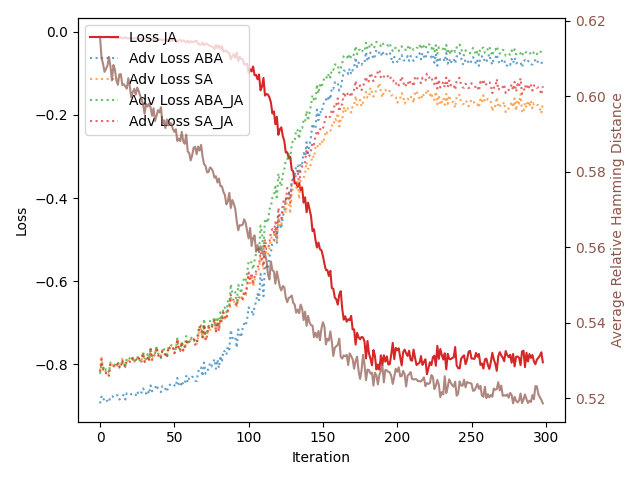 Loss JA
Adv Loss ABA
Adv Loss SA
Adv Loss ABA_JA
Adv Loss SA_JA
0.0
−0.2
−0.4
−0.6
−0.8
Loss
0
50
100
150
200
250
300
Iteration
0.62
0.60
0.58
0.56
0.54
0.52
Average Relative Hamming Distance